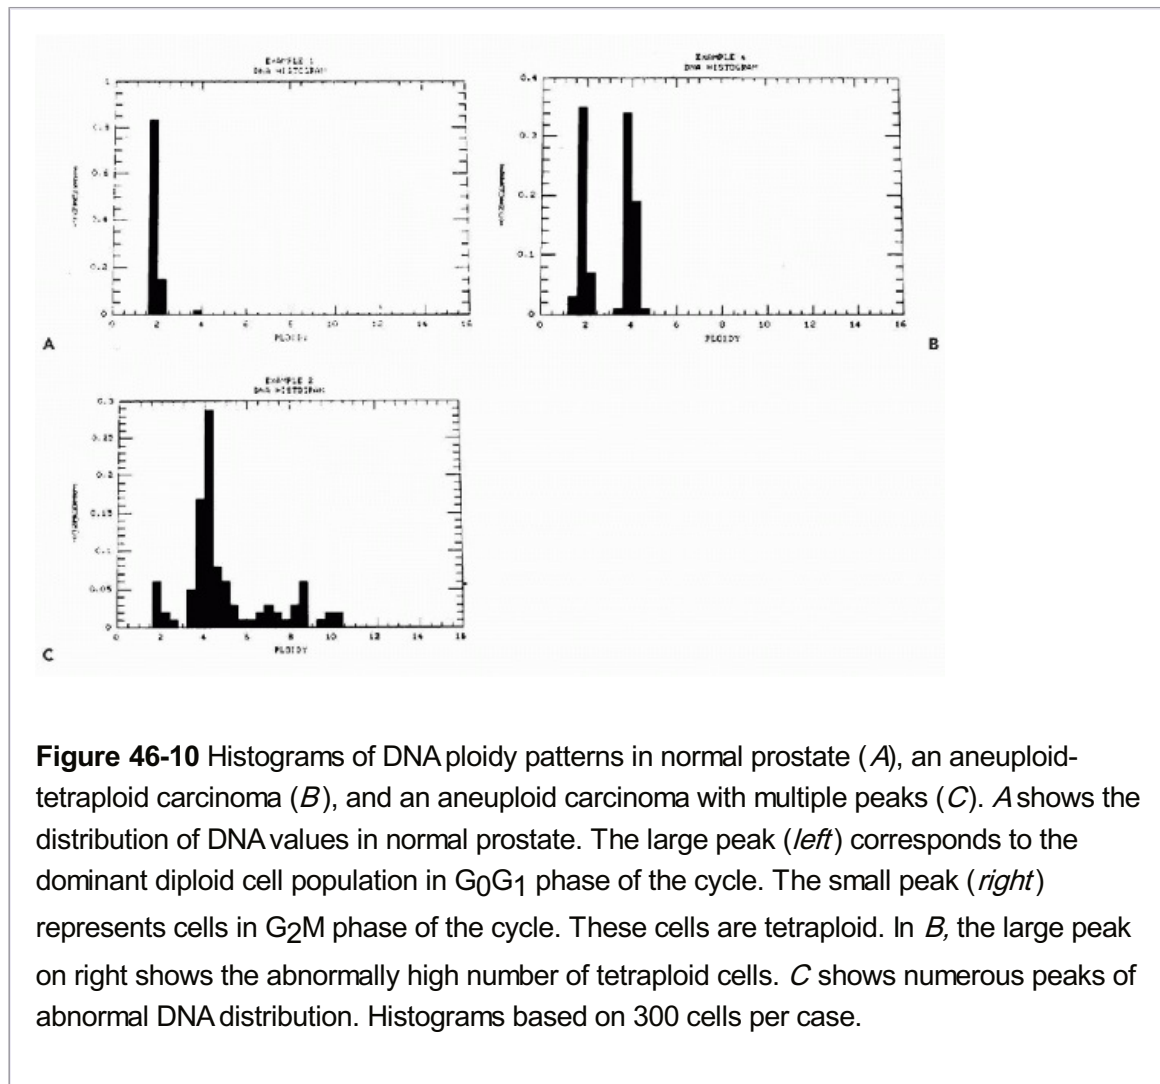 EXAMPLE 1
DNA HISTOGRAM
1
0.8
0.6
0.4
0.2
0
0 2 4 6 8 10 12 14 16
PLOIDY
A
EXAMPLE 4
DNA HISTOGRAM
0.4
0.3
0.2
0.1
0
0 2 4 6 8 10 12 14 16
PLOIDY
B
EXAMPLE 2
DNA HISTOGRAM
0.3
0.25
0.2
0.15
0.1
0.05
0
0 2 4 6 8 10 12 14 16
PLOIDY
C
Figure 46-10 Histograms of DNA ploidy patterns in normal prostate (A), an aneuploid-
tetraploid carcinoma (B), and an aneuploid carcinoma with multiple peaks (C). A shows the
distribution of DNA values in normal prostate. The large peak (left) corresponds to the
dominant diploid cell population in G0G1 phase of the cycle. The small peak (right)
represents cells in G2M phase of the cycle. These cells are tetraploid. In B, the large peak
on right shows the abnormally high number of tetraploid cells. C shows numerous peaks of
abnormal DNA distribution. Histograms based on 300 cells per case.